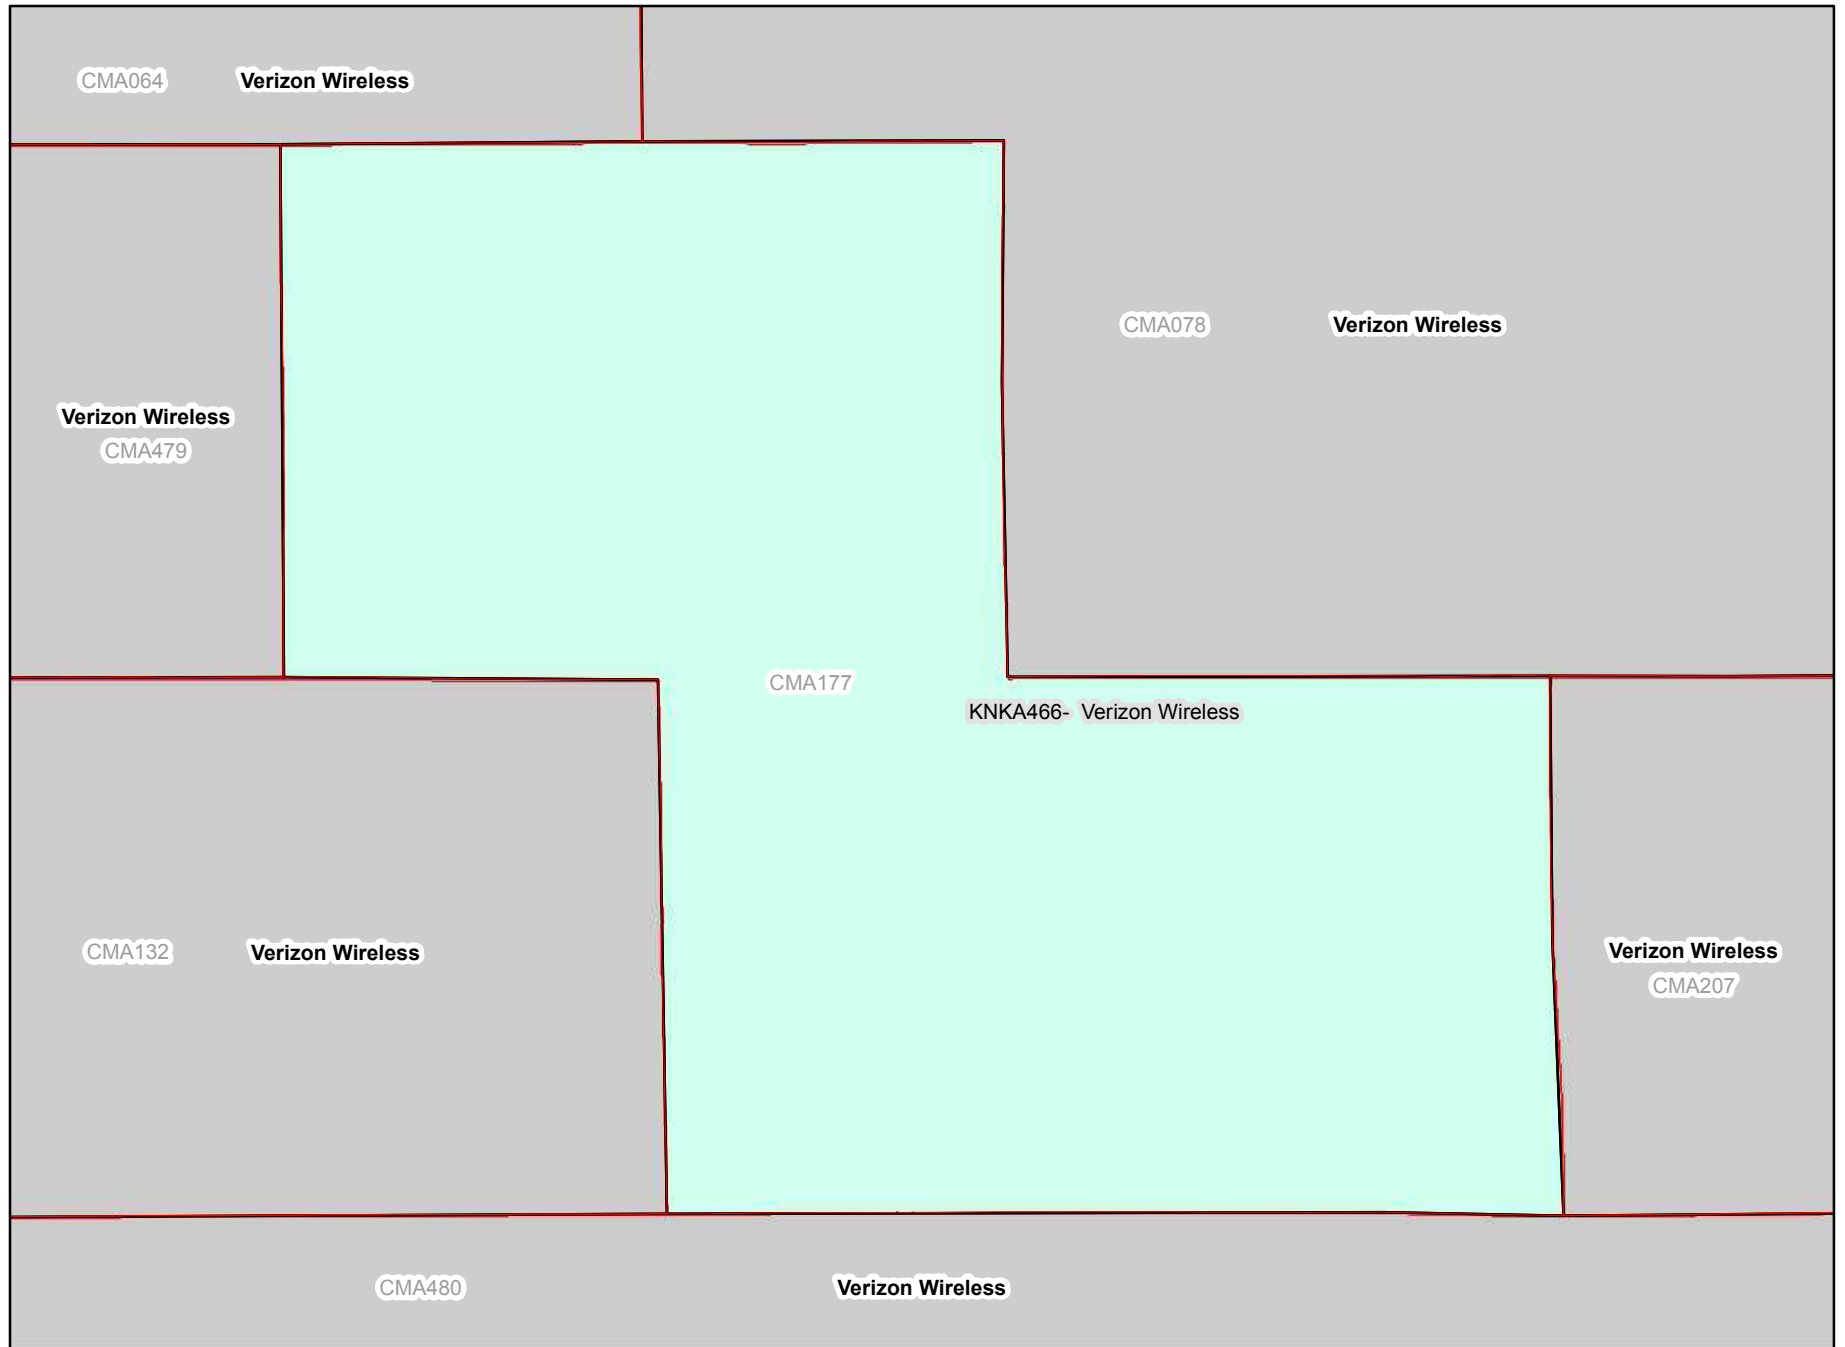 CMA064 Verizon Wireless
CMA078 Verizon Wireless
Verizon Wireless
CMA479
CMA177
KNKA466- Verizon Wireless
CMA132 Verizon Wireless
Verizon Wireless
CMA207
CMA480 Verizon Wireless